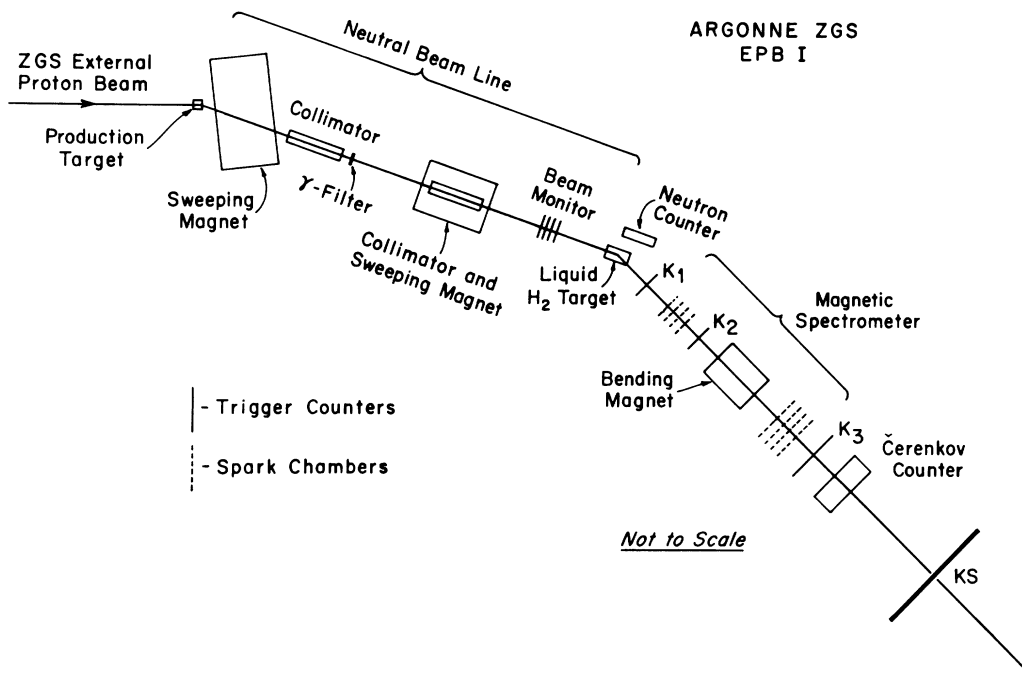 ARGONNE ZGS
EPB I
Neutral Beam Line
ZGS External
Proton Beam
Production
Target
Sweeping
Magnet
Collimator
γ-Filter
Collimator and
Sweeping Magnet
Beam
Monitor
Neutron
Counter
Liquid
H₂ Target
K₁
K₂
Magnetic
Spectrometer
Bending
Magnet
K₃
Čerenkov
Counter
- Trigger Counters
- Spark Chambers
Not to Scale
KS